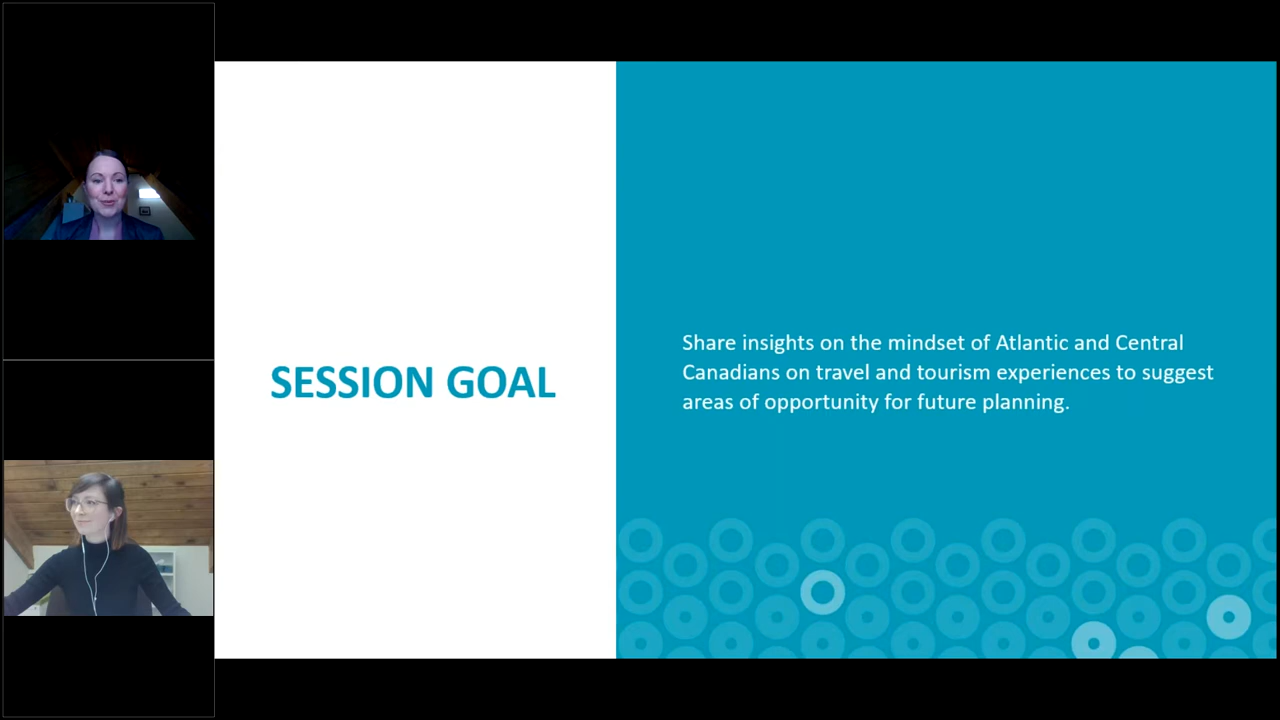 SESSION GOAL
Share insights on the mindset of Atlantic and Central
Canadians on travel and tourism experiences to suggest
areas of opportunity for future planning.